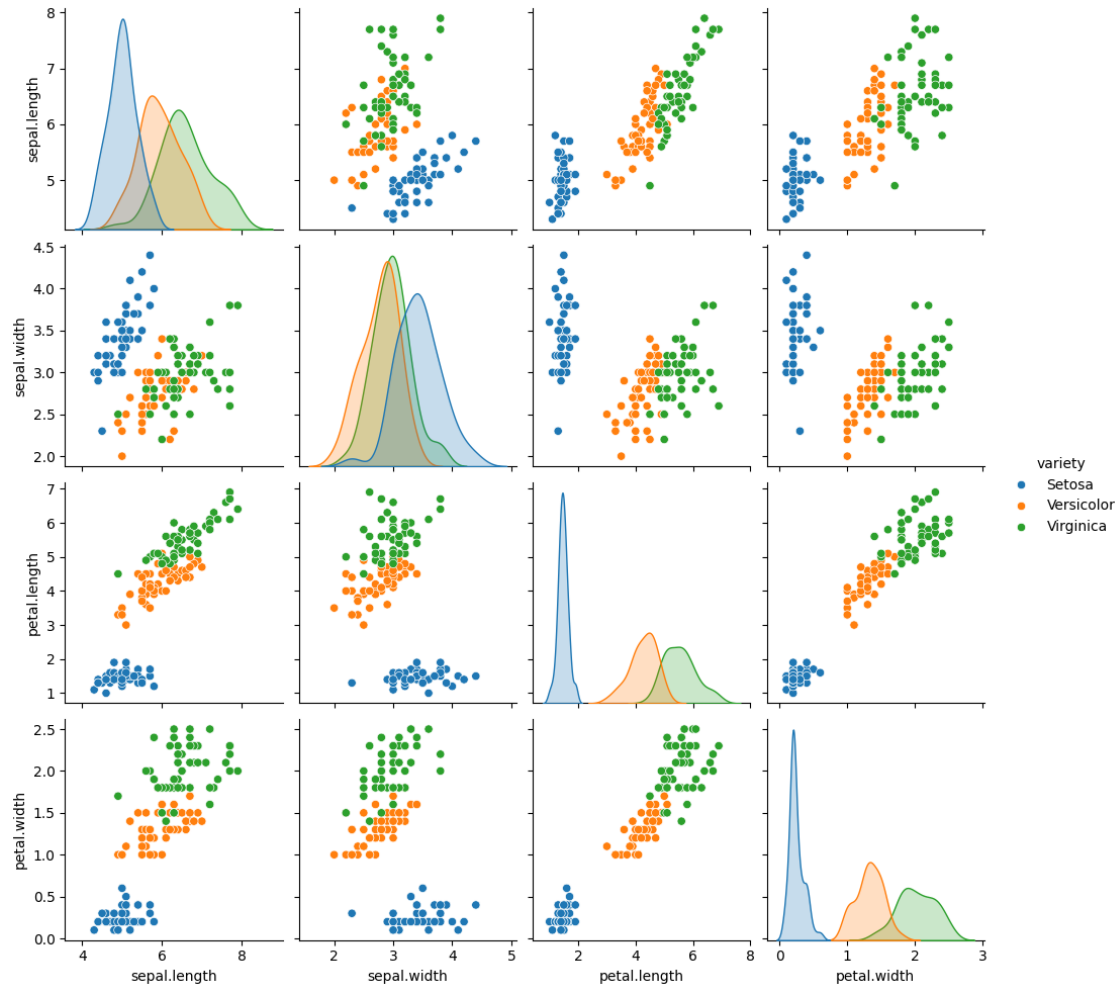 8
7
6
5
sepal.length
4.5
4.0
3.5
3.0
2.5
2.0
sepal.width
variety
Setosa
Versicolor
Virginica
7
6
5
4
3
2
1
petal.length
2.5
2.0
1.5
1.0
0.5
0.0
petal.width
4 6 8 2 3 4 5 0 2 4 6 8 0 1 2 3
sepal.length sepal.width petal.length petal.width